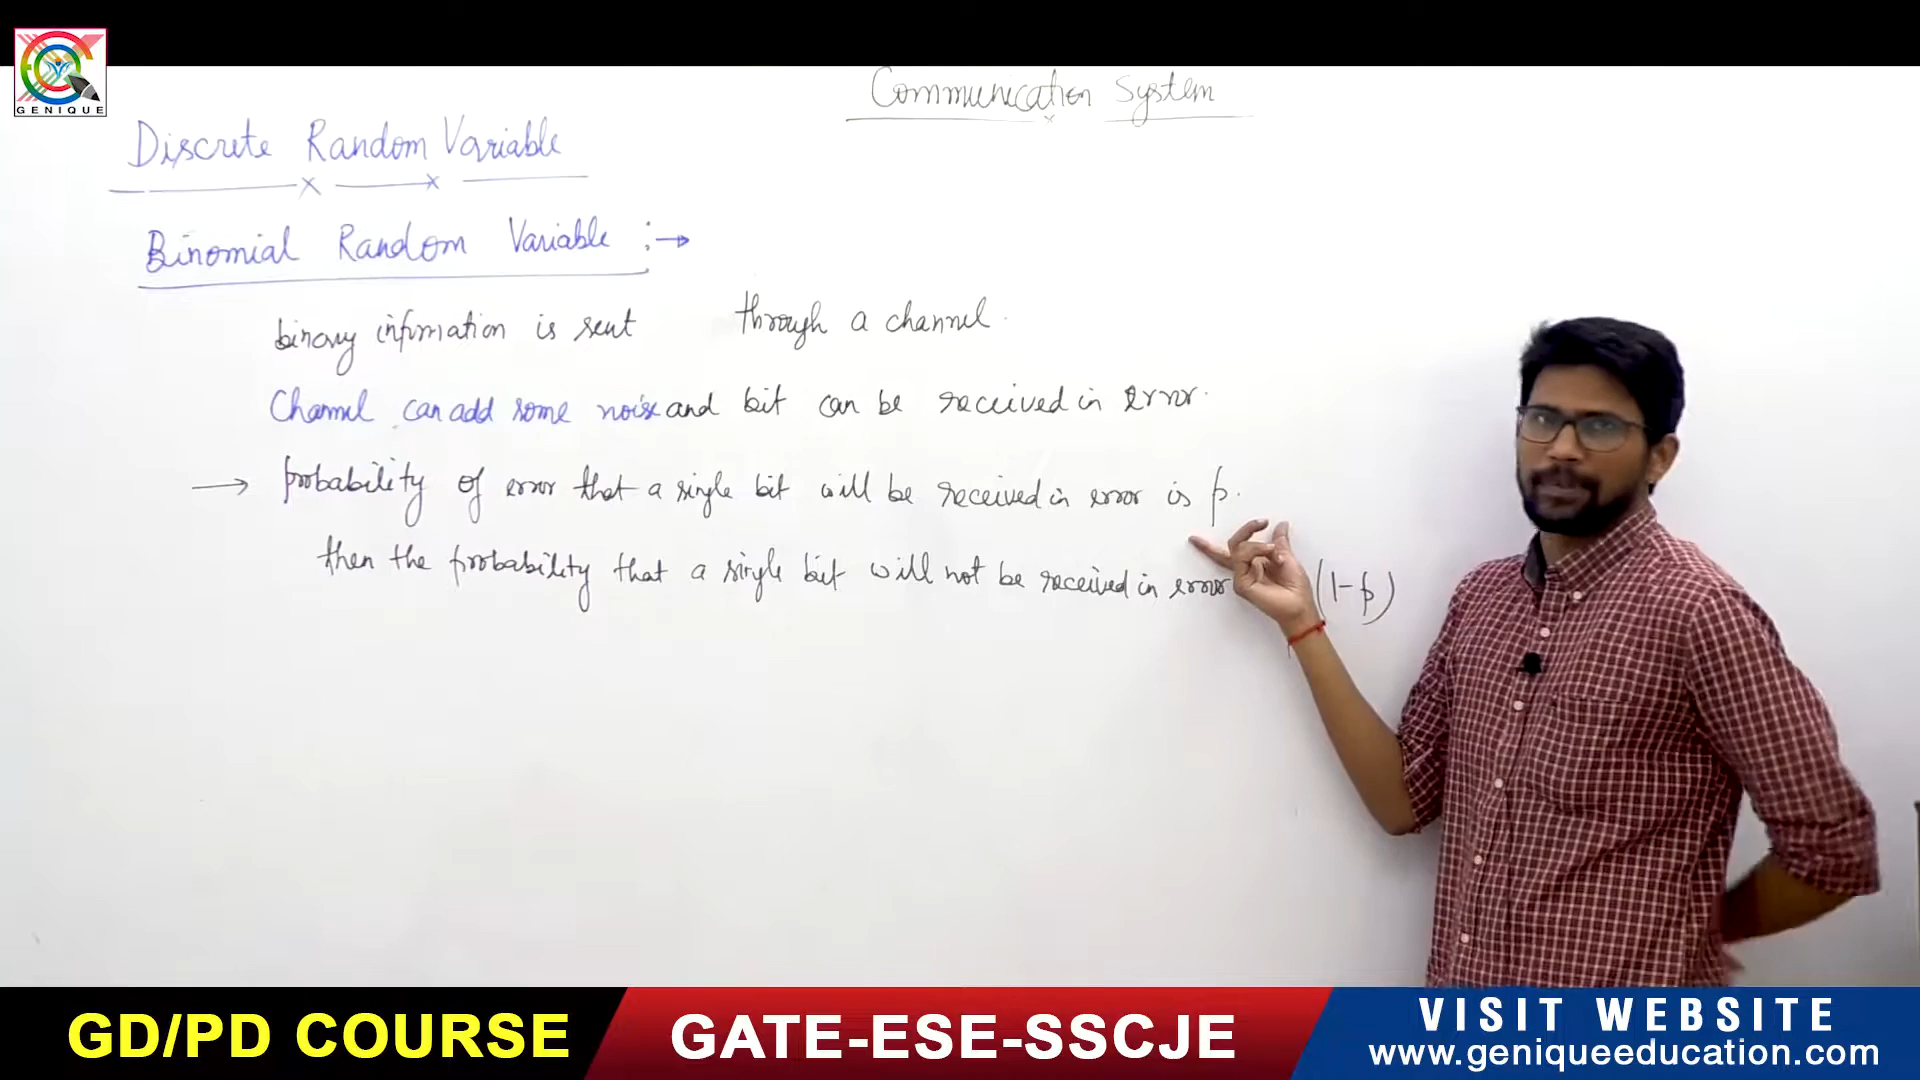 GENIQUE
Communication System
Discrete Random Variable
Binomial Random Variable :→
binary infirmation is sent through a channel.
Channel can add some noise and bit can be received in error.
→ probability of error that a single bit will be received in error is p.
then the probability that a single bit will not be received in error (1-p)
GD/PD COURSE
GATE-ESE-SSCJE
VISIT WEBSITE
www.geniqueeducation.com